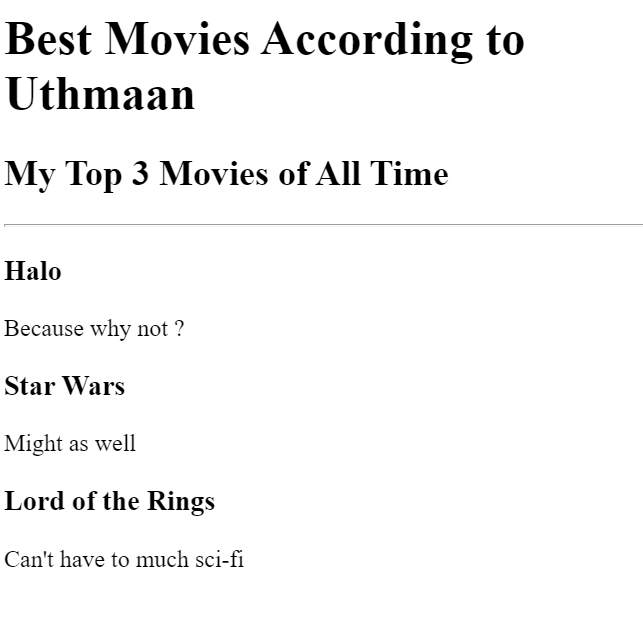 Best Movies According to
Uthmaan
My Top 3 Movies of All Time
Halo
Because why not ?
Star Wars
Might as well
Lord of the Rings
Can't have to much sci-fi